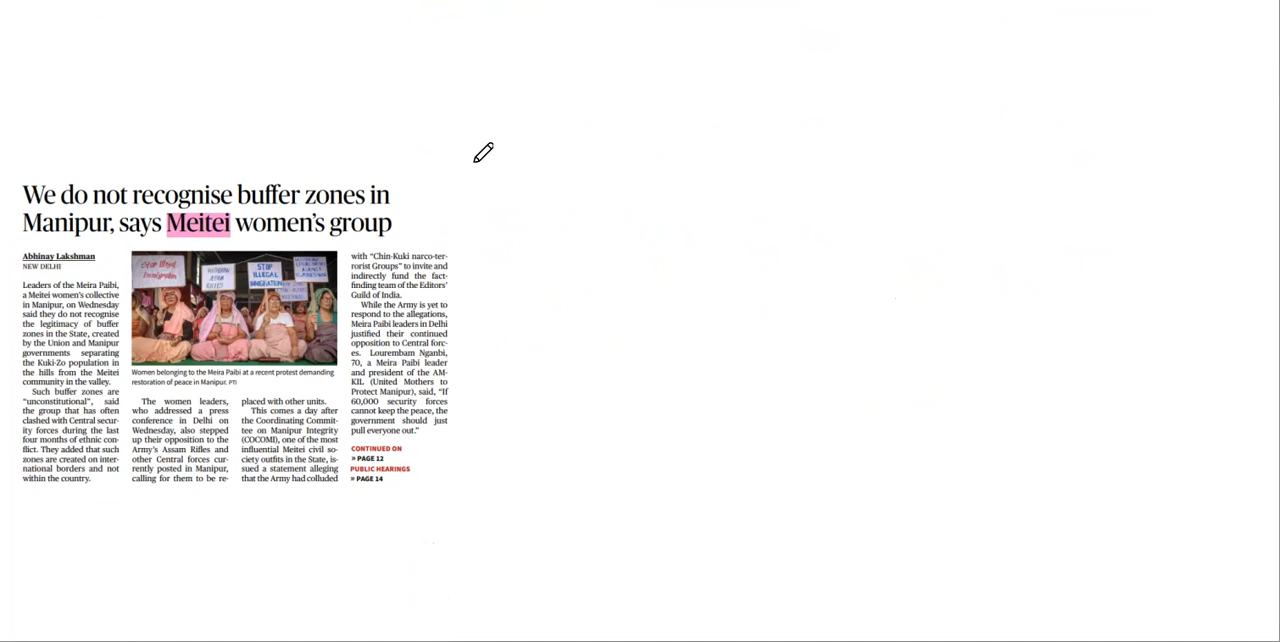 We do not recognise buffer zones in
Manipur, says Meitei women's group
Abhinay Lakshman
NEW DELHI
Leaders of the Meira Paibi,
a Meitei women's collective
in Manipur, on Wednesday
said they do not recognise
the legitimacy of buffer
zones in the State, created
by the Union and Manipur
governments separating
the Kuki-Zo population in
the hills from the Meitei
community in the valley.
Such buffer zones are
"unconstitutional", said
the group that has often
clashed with Central secur-
ity forces during the last
four months of ethnic con-
flict. They added that such
zones are created on inter-
national borders and not
within the country.
Stop Illegal
Immigration
STOP
ILLEGAL
IMMIGRATION
Women belonging to the Meira Paibi at a recent protest demanding
restoration of peace in Manipur. PTI
The women leaders,
who addressed a press
conference in Delhi on
Wednesday, also stepped
up their opposition to the
Army's Assam Rifles and
other Central forces cur-
rently posted in Manipur,
calling for them to be re-
placed with other units.
This comes a day after
the Coordinating Commit-
tee on Manipur Integrity
(COCOMI), one of the most
influential Meitei civil so-
ciety outfits in the State, is-
sued a statement alleging
that the Army had colluded
with "Chin-Kuki narco-ter-
rorist Groups" to invite and
indirectly fund the fact-
finding team of the Editors'
Guild of India.
While the Army is yet to
respond to the allegations,
Meira Paibi leaders in Delhi
justified their continued
opposition to Central forc-
es. Lourembam Nganbi,
70, a Meira Paibi leader
and president of the AM-
KIL (United Mothers to
Protect Manipur), said, "If
60,000 security forces
cannot keep the peace, the
government should just
pull everyone out."
CONTINUED ON
» PAGE 12
PUBLIC HEARINGS
» PAGE 14